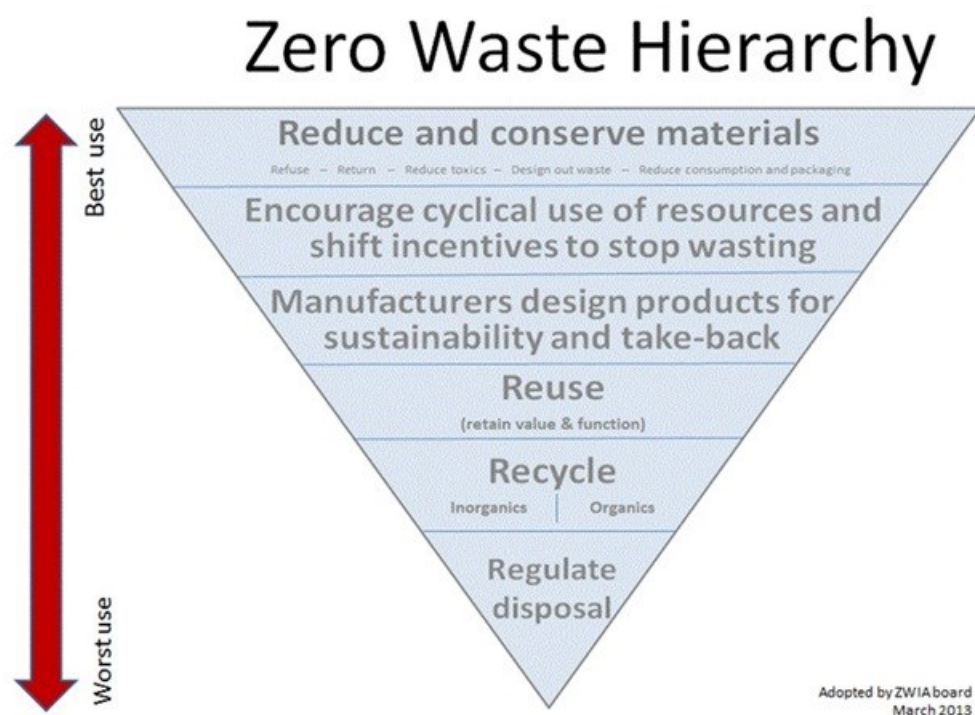 Zero Waste Hierarchy
Best use
Reduce and conserve materials
Refuse – Return – Reduce toxics – Design out waste – Reduce consumption and packaging
Encourage cyclical use of resources and
shift incentives to stop wasting
Manufacturers design products for
sustainability and take-back
Reuse
(retain value & function)
Recycle
Inorganics | Organics
Regulate
disposal
Worst use
Adopted by ZWIA board
March 2013